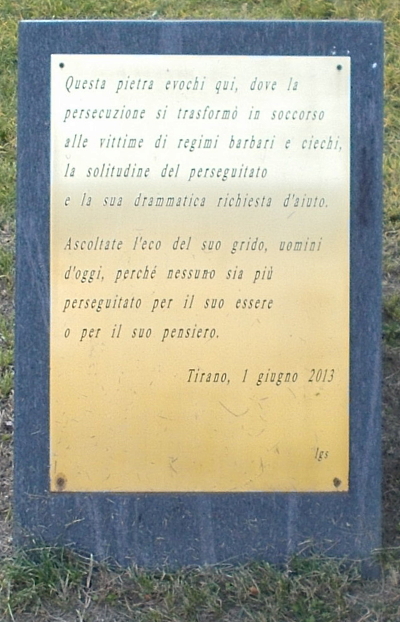 Questa pietra evochi qui, dove la
persecuzione si trasformò in soccorso
alle vittime di regimi barbari e ciechi,
la solitudine del perseguitato
e la sua drammatica richiesta d'aiuto.
Ascoltate l'eco del suo grido, uomini
d'oggi, perché nessuno sia più
perseguitato per il suo essere
o per il suo pensiero.
Tirano, 1 giugno 2013
lgs